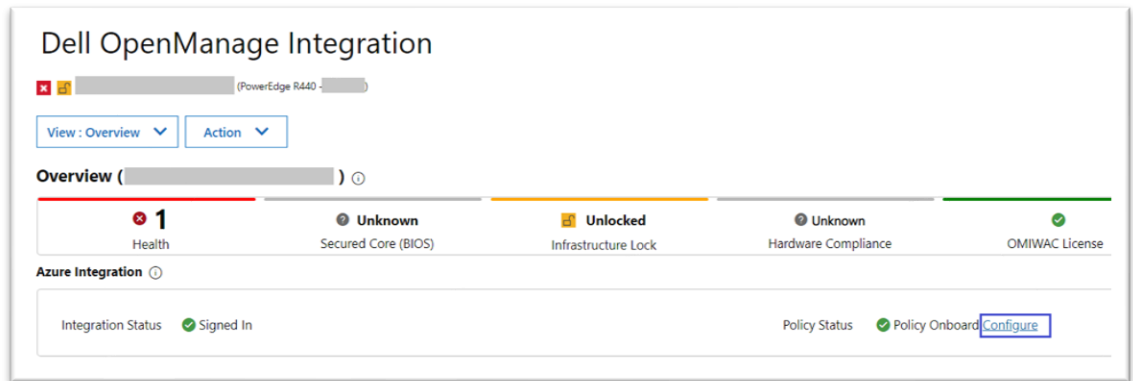 Dell OpenManage Integration
(PowerEdge R440 - )
View : Overview Action
Overview ( )
1 Unknown Unlocked Unknown
Health Secured Core (BIOS) Infrastructure Lock Hardware Compliance OMIWAC License
Azure Integration
Integration Status Signed In Policy Status Policy Onboard Configure